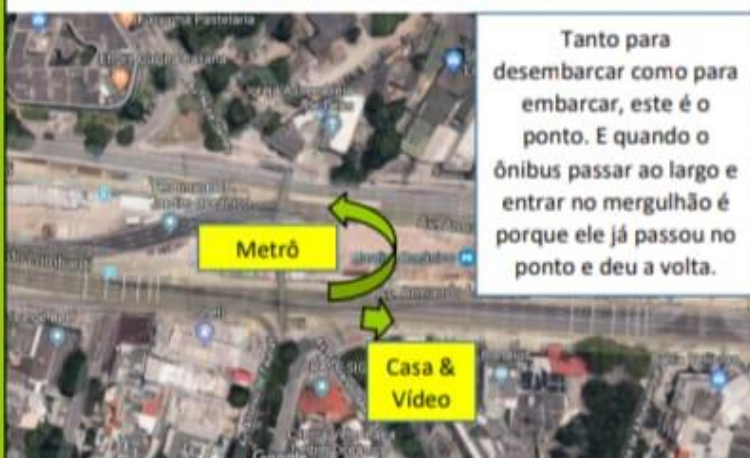 Tanto para
desembarcar como para
embarcar, este é o
ponto. E quando o
ônibus passar ao largo e
entrar no mergulhão é
porque ele já passou no
ponto e deu a volta.
Metrô
Casa &
Vídeo